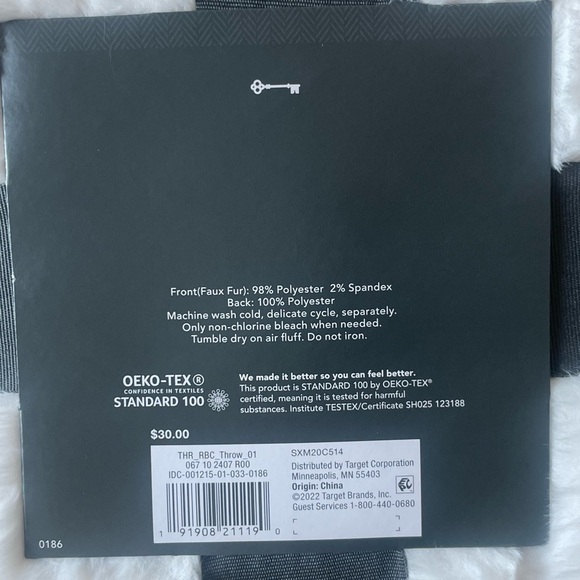 Front(Faux Fur): 98% Polyester 2% Spandex
Back: 100% Polyester
Machine wash cold, delicate cycle, separately.
Only non-chlorine bleach when needed.
Tumble dry on air fluff. Do not iron.
OEKO-TEX®
CONFIDENCE IN TEXTILES
STANDARD 100
We made it better so you can feel better.
This product is STANDARD 100 by OEKO-TEX®
certified, meaning it is tested for harmful
substances. Institute TESTEX/Certificate SH025 123188
$30.00
THR_RBC_Throw_01
067 10 2407 R00
IDC-001215-01-033-0186
1 91908 21119 0
SXM20C514
Distributed by Target Corporation
Minneapolis, MN 55403
Origin: China
©2022 Target Brands, Inc.
Guest Services 1-800-440-0680
0186